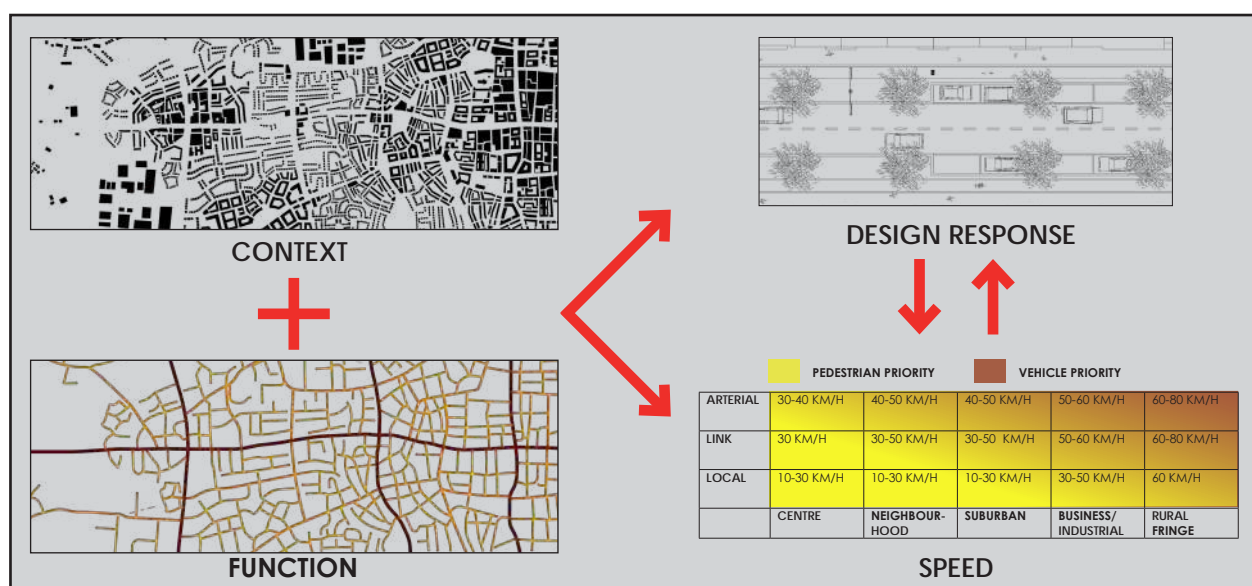 CONTEXT
FUNCTION
DESIGN RESPONSE
PEDESTRIAN PRIORITY VEHICLE PRIORITY
ARTERIAL 30-40 KM/H 40-50 KM/H 40-50 KM/H 50-60 KM/H 60-80 KM/H
LINK 30 KM/H 30-50 KM/H 30-50 KM/H 50-60 KM/H 60-80 KM/H
LOCAL 10-30 KM/H 10-30 KM/H 10-30 KM/H 30-50 KM/H 60 KM/H
CENTRE NEIGHBOUR- SUBURBAN BUSINESS/ RURAL
HOOD INDUSTRIAL FRINGE
SPEED